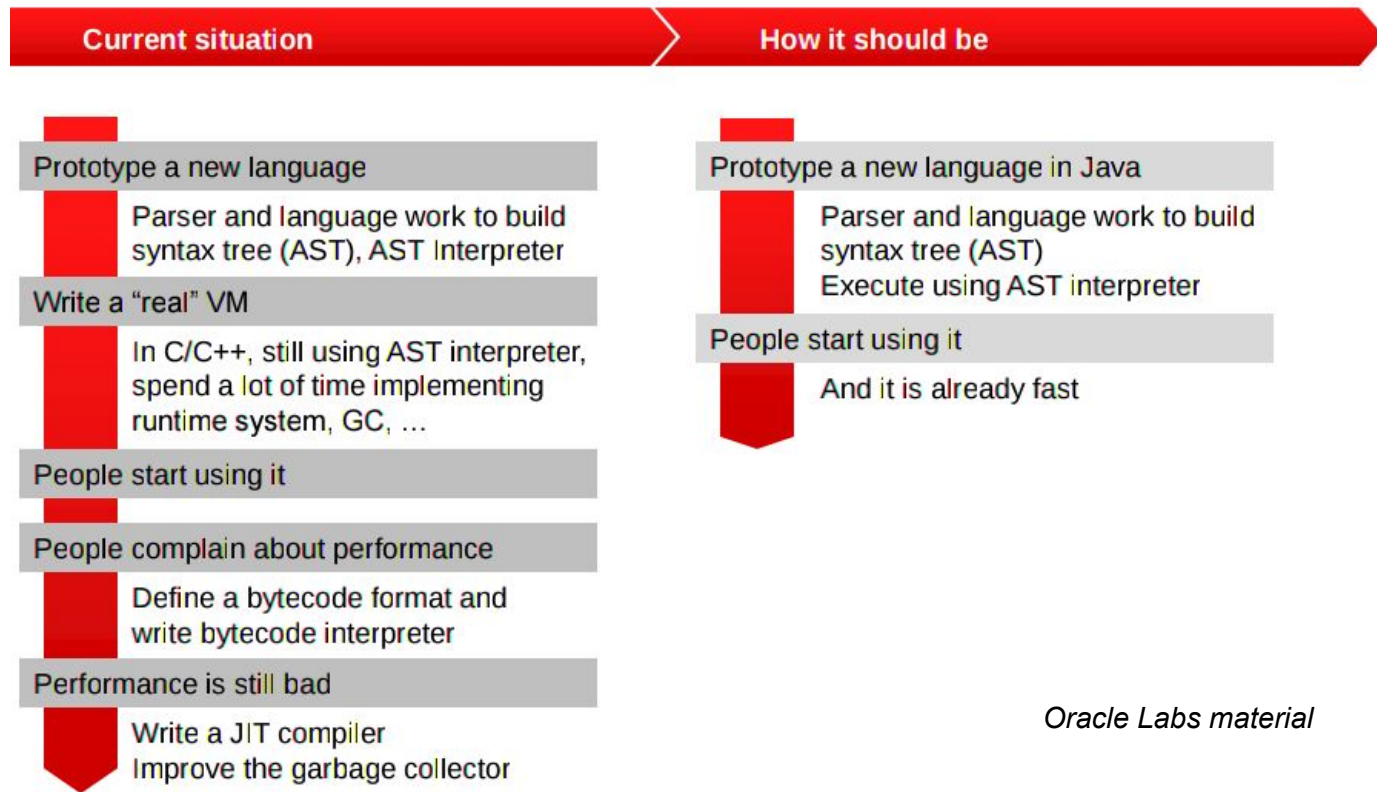 Current situation
How it should be
Prototype a new language
Parser and language work to build
syntax tree (AST), AST Interpreter
Write a “real” VM
In C/C++, still using AST interpreter,
spend a lot of time implementing
runtime system, GC, …
People start using it
People complain about performance
Define a bytecode format and
write bytecode interpreter
Performance is still bad
Write a JIT compiler
Improve the garbage collector
Prototype a new language in Java
Parser and language work to build
syntax tree (AST)
Execute using AST interpreter
People start using it
And it is already fast
Oracle Labs material